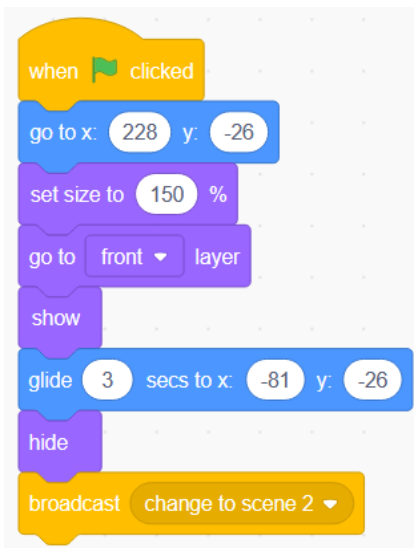 when clicked
go to x: 228 y: -26
set size to 150 %
go to front layer
show
glide 3 secs to x: -81 y: -26
hide
broadcast change to scene 2